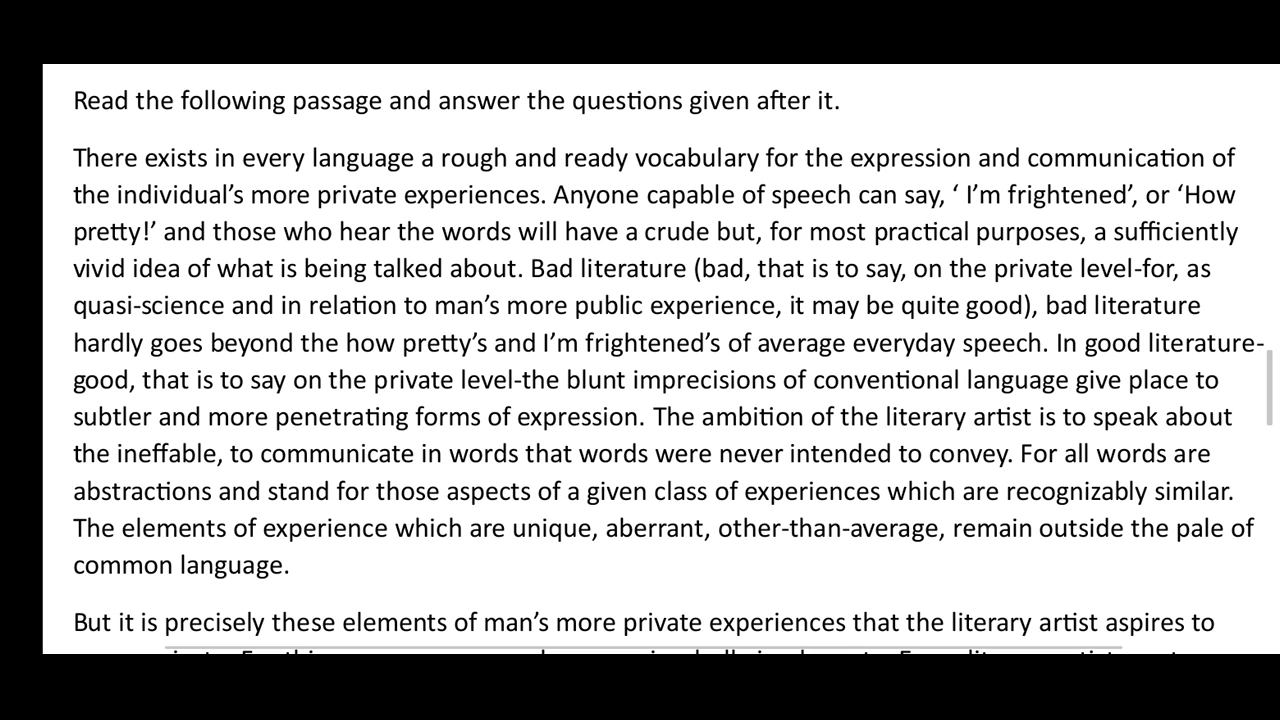 Read the following passage and answer the questions given after it.
There exists in every language a rough and ready vocabulary for the expression and communication of
the individual’s more private experiences. Anyone capable of speech can say, ‘ I’m frightened’, or ‘How
pretty!’ and those who hear the words will have a crude but, for most practical purposes, a sufficiently
vivid idea of what is being talked about. Bad literature (bad, that is to say, on the private level-for, as
quasi-science and in relation to man’s more public experience, it may be quite good), bad literature
hardly goes beyond the how pretty’s and I’m frightened’s of average everyday speech. In good literature-
good, that is to say on the private level-the blunt imprecisions of conventional language give place to
subtler and more penetrating forms of expression. The ambition of the literary artist is to speak about
the ineffable, to communicate in words that words were never intended to convey. For all words are
abstractions and stand for those aspects of a given class of experiences which are recognizably similar.
The elements of experience which are unique, aberrant, other-than-average, remain outside the pale of
common language.
But it is precisely these elements of man’s more private experiences that the literary artist aspires to